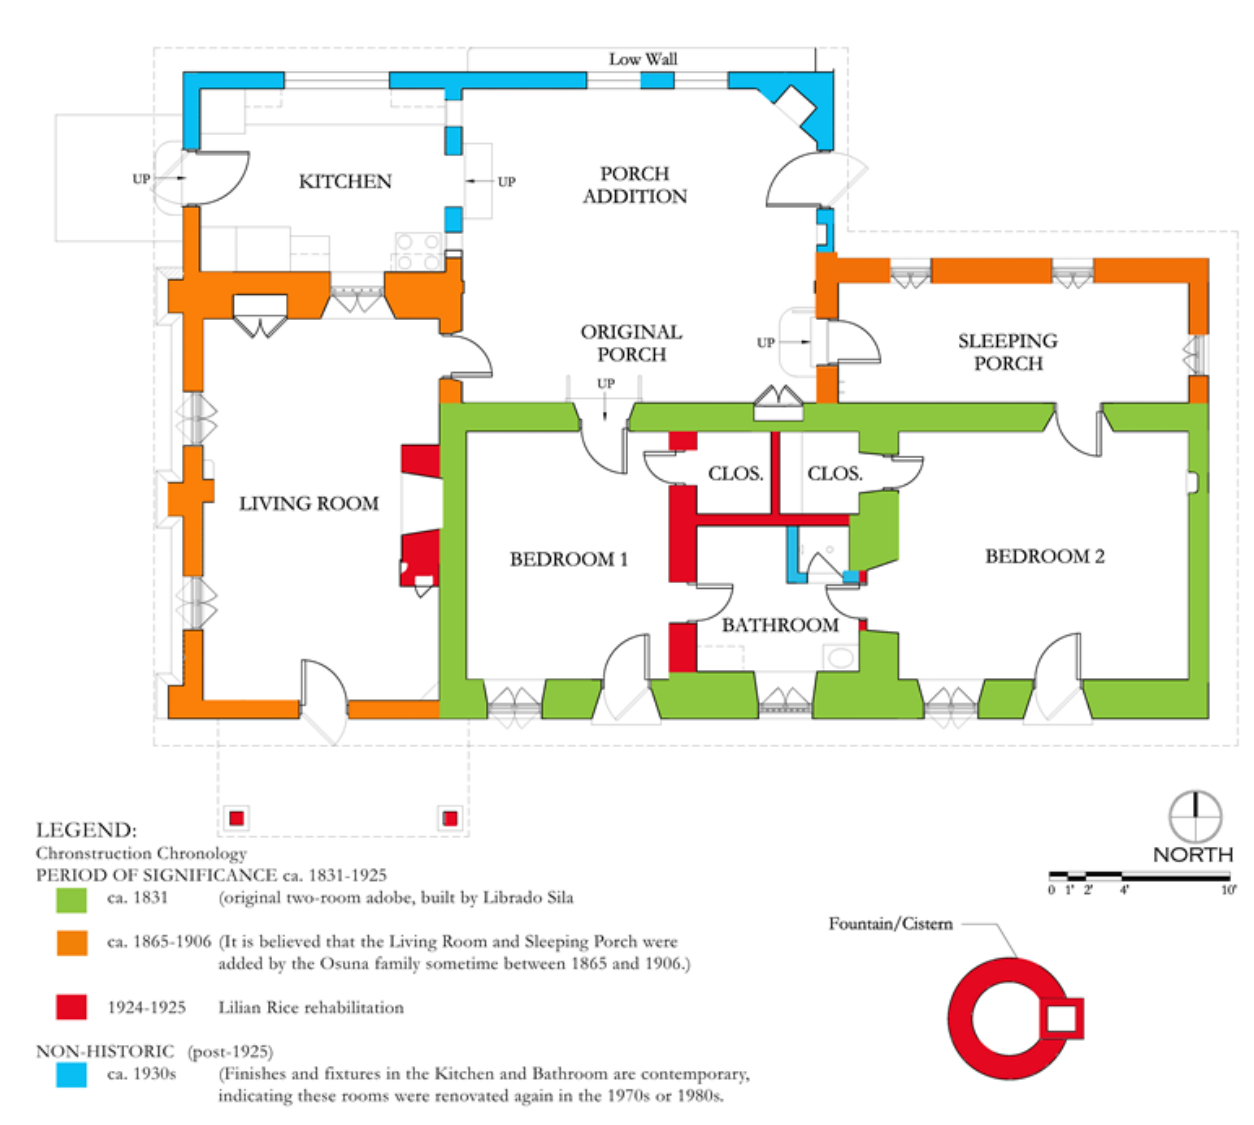 Low Wall
UP
KITCHEN
UP
PORCH
ADDITION
ORIGINAL
PORCH
UP
SLEEPING
PORCH
UP
LIVING ROOM
CLOS.
CLOS.
BEDROOM 1
BEDROOM 2
BATHROOM
NORTH
0 1' 2' 4' 10'
LEGEND:
Chronstruction Chronology
PERIOD OF SIGNIFICANCE ca. 1831-1925
ca. 1831 (original two-room adobe, built by Librado Sila
ca. 1865-1906 (It is believed that the Living Room and Sleeping Porch were
added by the Osuna family sometime between 1865 and 1906.)
1924-1925 Lilian Rice rehabilitation
NON-HISTORIC (post-1925)
ca. 1930s (Finishes and fixtures in the Kitchen and Bathroom are contemporary,
indicating these rooms were renovated again in the 1970s or 1980s.
Fountain/Cistern